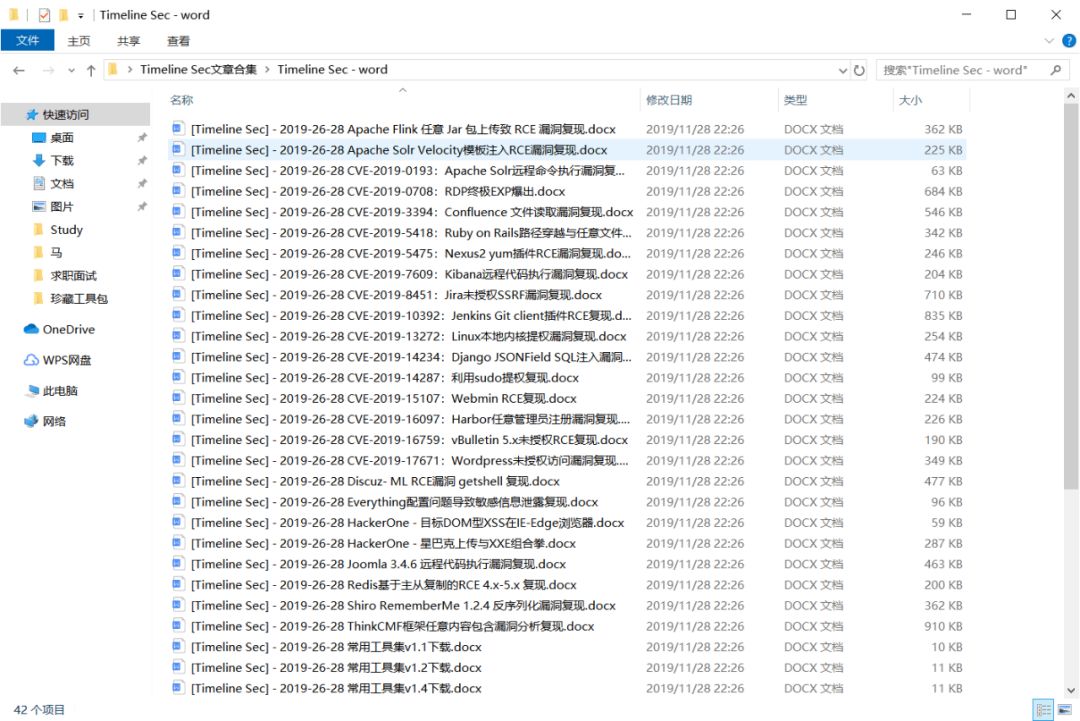 Timeline Sec - word
文件 主页 共享 查看
Timeline Sec文章合集 Timeline Sec - word 搜索"Timeline Sec - word"
快速访问
桌面
下载
文档
图片
Study
马
求职面试
珍藏工具包
OneDrive
WPS网盘
此电脑
网络
名称 修改日期 类型 大小
[Timeline Sec] - 2019-26-28 Apache Flink 任意 Jar 包上传致 RCE 漏洞复现.docx 2019/11/28 22:26 DOCX 文档 362 KB
[Timeline Sec] - 2019-26-28 Apache Solr Velocity模板注入RCE漏洞复现.docx 2019/11/28 22:26 DOCX 文档 225 KB
[Timeline Sec] - 2019-26-28 CVE-2019-0193：Apache Solr远程命令执行漏洞复... 2019/11/28 22:26 DOCX 文档 63 KB
[Timeline Sec] - 2019-26-28 CVE-2019-0708：RDP终极EXP爆出.docx 2019/11/28 22:26 DOCX 文档 684 KB
[Timeline Sec] - 2019-26-28 CVE-2019-3394：Confluence 文件读取漏洞复现.docx 2019/11/28 22:26 DOCX 文档 546 KB
[Timeline Sec] - 2019-26-28 CVE-2019-5418：Ruby on Rails路径穿越与任意文件... 2019/11/28 22:26 DOCX 文档 342 KB
[Timeline Sec] - 2019-26-28 CVE-2019-5475：Nexus2 yum插件RCE漏洞复现.do... 2019/11/28 22:26 DOCX 文档 246 KB
[Timeline Sec] - 2019-26-28 CVE-2019-7609：Kibana远程代码执行漏洞复现.docx 2019/11/28 22:26 DOCX 文档 204 KB
[Timeline Sec] - 2019-26-28 CVE-2019-8451：Jira未授权SSRF漏洞复现.docx 2019/11/28 22:26 DOCX 文档 710 KB
[Timeline Sec] - 2019-26-28 CVE-2019-10392：Jenkins Git client插件RCE复现.d... 2019/11/28 22:26 DOCX 文档 835 KB
[Timeline Sec] - 2019-26-28 CVE-2019-13272：Linux本地内核提权漏洞复现.docx 2019/11/28 22:26 DOCX 文档 254 KB
[Timeline Sec] - 2019-26-28 CVE-2019-14234：Django JSONField SQL注入漏洞... 2019/11/28 22:26 DOCX 文档 474 KB
[Timeline Sec] - 2019-26-28 CVE-2019-14287：利用sudo提权复现.docx 2019/11/28 22:26 DOCX 文档 99 KB
[Timeline Sec] - 2019-26-28 CVE-2019-15107：Webmin RCE复现.docx 2019/11/28 22:26 DOCX 文档 224 KB
[Timeline Sec] - 2019-26-28 CVE-2019-16097：Harbor任意管理员注册漏洞复现.... 2019/11/28 22:26 DOCX 文档 226 KB
[Timeline Sec] - 2019-26-28 CVE-2019-16759：vBulletin 5.x未授权RCE复现.docx 2019/11/28 22:26 DOCX 文档 190 KB
[Timeline Sec] - 2019-26-28 CVE-2019-17671：Wordpress未授权访问漏洞复现.... 2019/11/28 22:26 DOCX 文档 349 KB
[Timeline Sec] - 2019-26-28 Discuz- ML RCE漏洞 getshell 复现.docx 2019/11/28 22:26 DOCX 文档 477 KB
[Timeline Sec] - 2019-26-28 Everything配置问题导致敏感信息泄露复现.docx 2019/11/28 22:26 DOCX 文档 96 KB
[Timeline Sec] - 2019-26-28 HackerOne - 目标DOM型XSS在IE-Edge浏览器.docx 2019/11/28 22:26 DOCX 文档 59 KB
[Timeline Sec] - 2019-26-28 HackerOne - 星巴克上传与XXE组合拳.docx 2019/11/28 22:26 DOCX 文档 287 KB
[Timeline Sec] - 2019-26-28 Joomla 3.4.6 远程代码执行漏洞复现.docx 2019/11/28 22:26 DOCX 文档 463 KB
[Timeline Sec] - 2019-26-28 Redis基于主从复制的RCE 4.x-5.x 复现.docx 2019/11/28 22:26 DOCX 文档 200 KB
[Timeline Sec] - 2019-26-28 Shiro RememberMe 1.2.4 反序列化漏洞复现.docx 2019/11/28 22:26 DOCX 文档 362 KB
[Timeline Sec] - 2019-26-28 ThinkCMF框架任意内容包含漏洞分析复现.docx 2019/11/28 22:26 DOCX 文档 910 KB
[Timeline Sec] - 2019-26-28 常用工具集v1.1下载.docx 2019/11/28 22:26 DOCX 文档 10 KB
[Timeline Sec] - 2019-26-28 常用工具集v1.2下载.docx 2019/11/28 22:26 DOCX 文档 11 KB
[Timeline Sec] - 2019-26-28 常用工具集v1.4下载.docx 2019/11/28 22:26 DOCX 文档 11 KB
42 个项目